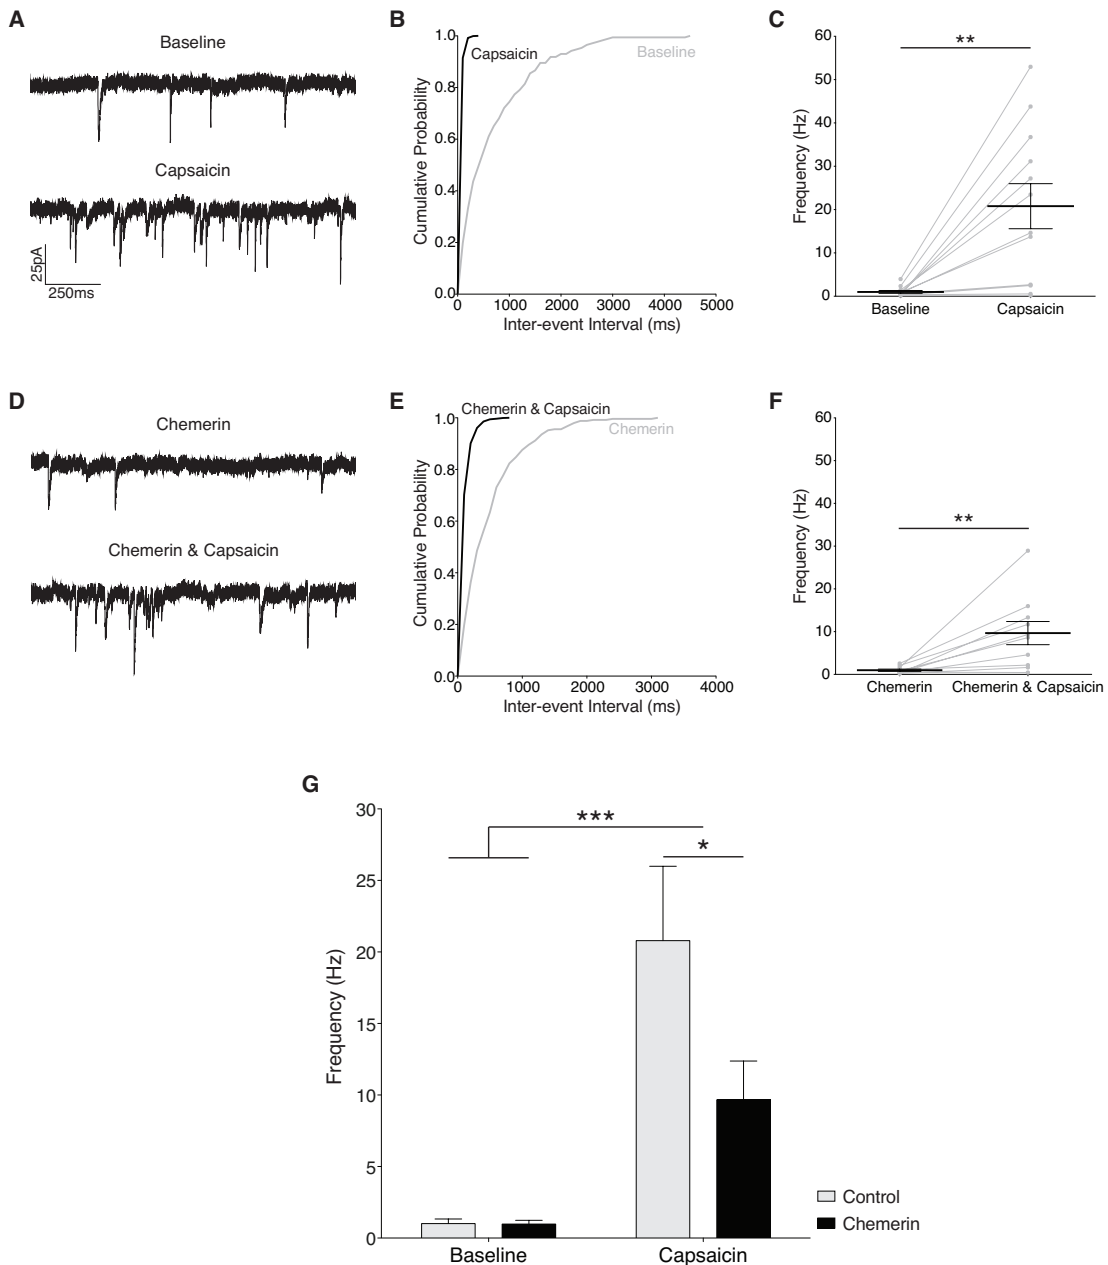 A
Baseline
Capsaicin
25pA
250ms
B
Cumulative Probability
1.0
0.8
0.6
0.4
0.2
0.0
Capsaicin
Baseline
0 1000 2000 3000 4000 5000
Inter-event Interval (ms)
C
Frequency (Hz)
60
50
40
30
20
10
0
**
Baseline Capsaicin
D
Chemerin
Chemerin & Capsaicin
E
Cumulative Probability
1.0
0.8
0.6
0.4
0.2
0.0
Chemerin & Capsaicin
Chemerin
0 1000 2000 3000 4000
Inter-event Interval (ms)
F
Frequency (Hz)
60
50
40
30
20
10
0
**
Chemerin Chemerin & Capsaicin
G
Frequency (Hz)
30
25
20
15
10
5
0
***
*
Baseline Capsaicin
Control
Chemerin